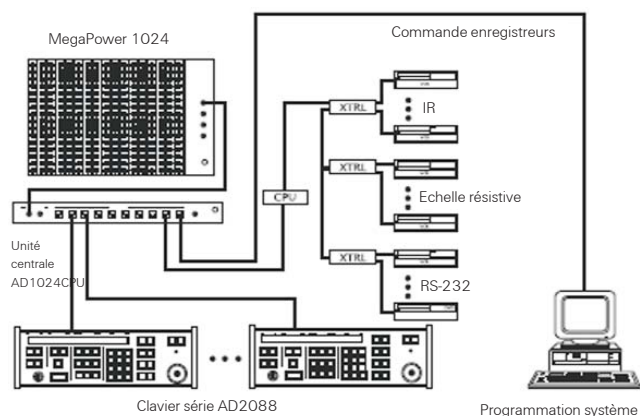 MegaPower 1024
Commande enregistreurs
XTRL
IR
CPU
XTRL
Echelle résistive
Unité
centrale
AD1024CPU
XTRL
RS-232
Clavier série AD2088
Programmation système